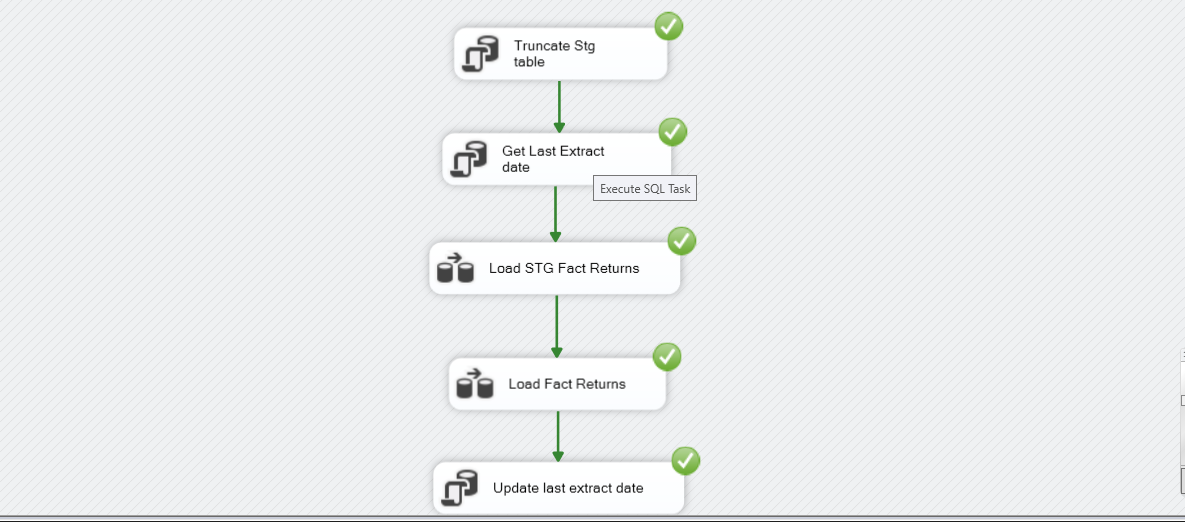 Truncate Stg
table
Get Last Extract
date
Execute SQL Task
Load STG Fact Returns
Load Fact Returns
Update last extract date